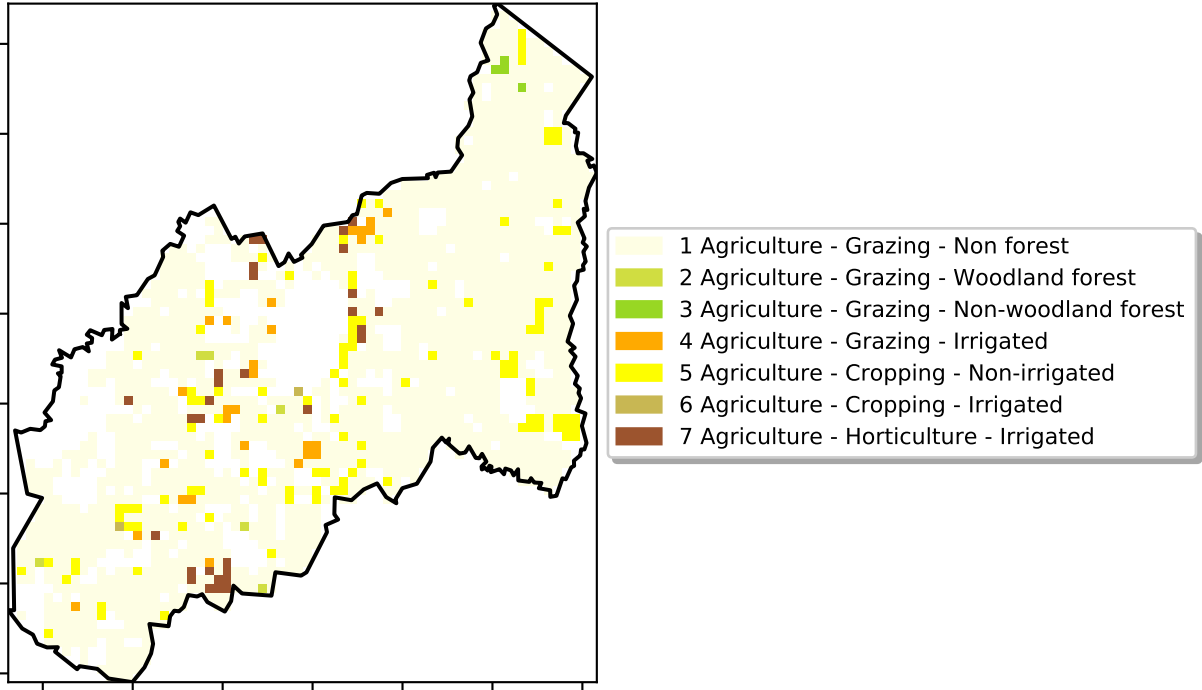 1 Agriculture - Grazing - Non forest
2 Agriculture - Grazing - Woodland forest
3 Agriculture - Grazing - Non-woodland forest
4 Agriculture - Grazing - Irrigated
5 Agriculture - Cropping - Non-irrigated
6 Agriculture - Cropping - Irrigated
7 Agriculture - Horticulture - Irrigated